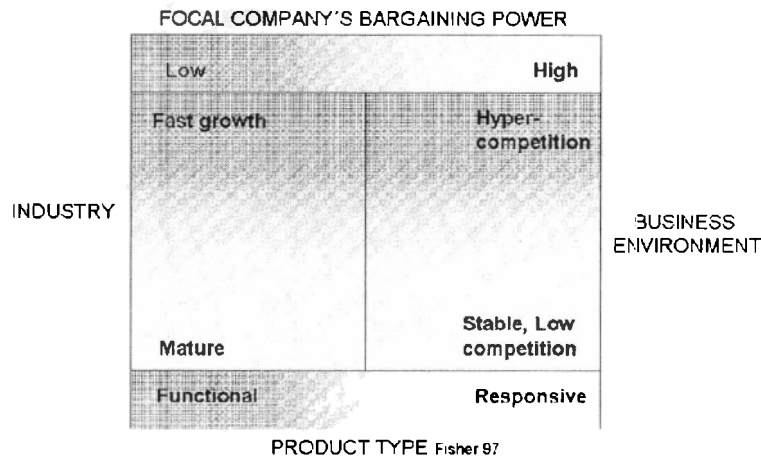 FOCAL COMPANY´S BARGAINING POWER
Low High
Fast growth Hyper-
competition
INDUSTRY
BUSINESS
ENVIRONMENT
Stable, Low
Mature competition
Functional Responsive
PRODUCT TYPE Fisher 97